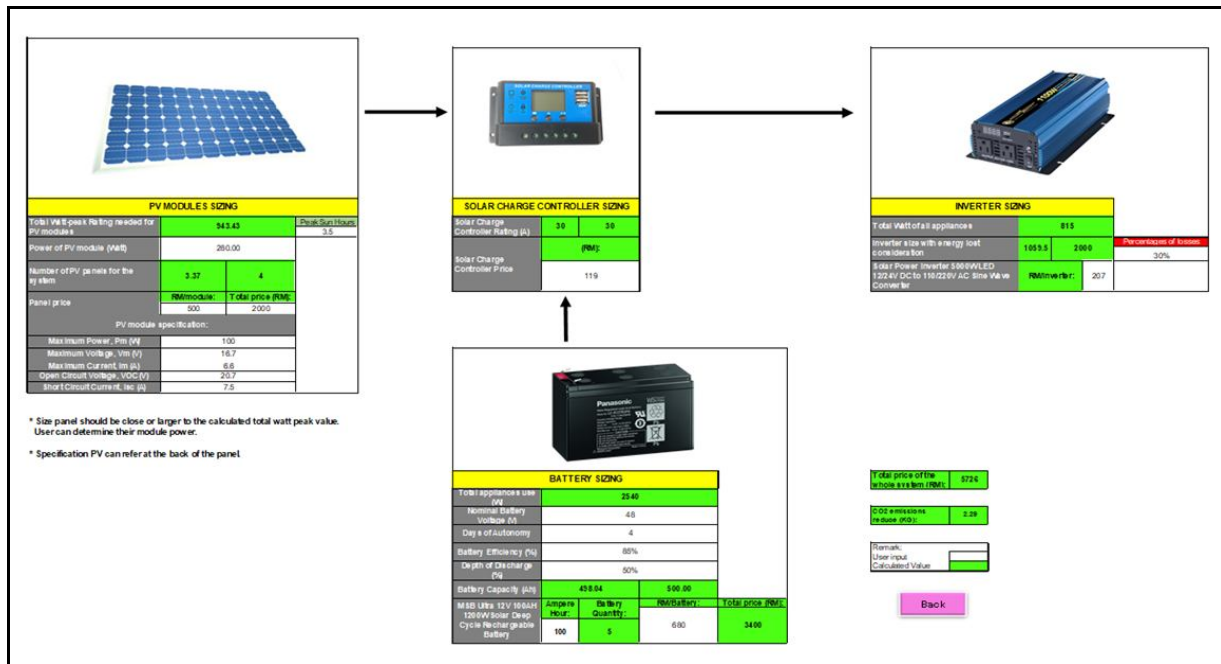 SOLAR CHARGE CONTROLLER
1100W
PV MODULES SIZING
Total Watt-peak Rating needed for PV modules
943.43
Peak Sun Hours
3.5
Power of PV module (Watt)
280.00
Number of PV panels for the system
3.37
4
Panel price
RM/module:
Total price (RM):
500
2000
PV module specification:
Maximum Power, Pm (W)
100
Maximum Voltage, Vm (V)
16.7
Maximum Current, Im (A)
6.6
Open Circuit Voltage, VOC (V)
20.7
Short Circuit Current, Isc (A)
7.5
* Size panel should be close or larger to the calculated total watt peak value.
User can determine their module power.
* Specification PV can refer at the back of the panel.
SOLAR CHARGE CONTROLLER SIZING
Solar Charge Controller Rating (A)
30
30
Solar Charge Controller Price
(RM):
119
INVERTER SIZING
Total Watt of all appliances
815
Inverter size with energy lost consideration
1059.5
2000
Percentages of losses
30%
Solar Power Inverter 5000W LED
12/24V DC to 110/220V AC Sine Wave
Converter
RM/inverter:
207
Panasonic
BATTERY SIZING
Total appliances use (W)
2540
Nominal Battery Voltage (V)
48
Days of Autonomy
4
Battery Efficiency (%)
85%
Depth of Discharge (%)
50%
Battery Capacity (Ah)
498.04
500.00
MSB Ultra 12V 100AH
1200W Solar Deep
Cycle Rechargeable
Battery
Ampere Hour:
Battery Quantity:
RM/Battery:
Total price (RM):
100
5
680
3400
Total price of the whole system (RM):
5726
CO2 emissions reduce (KG):
2.29
Remark:
User input
Calculated Value
Back